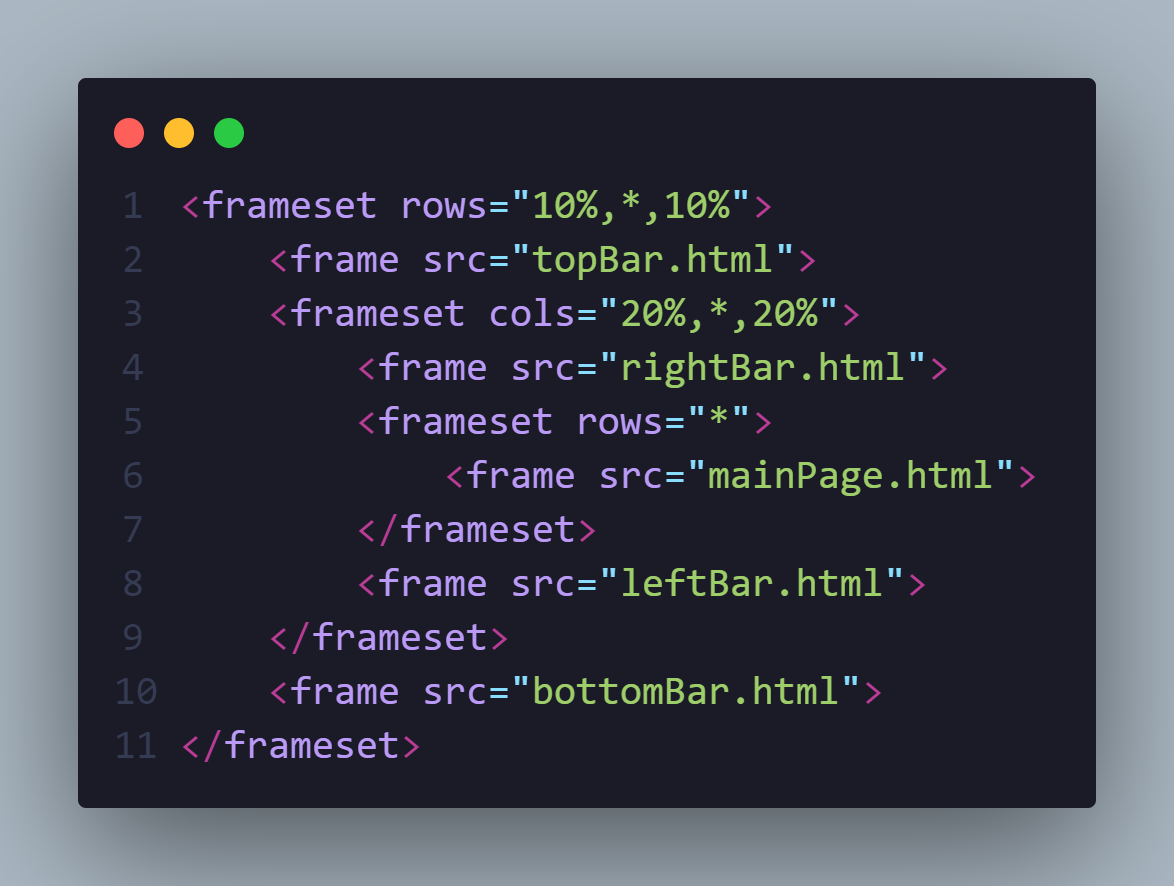 1 <frameset rows="10%,*,10%">
2     <frame src="topBar.html">
3     <frameset cols="20%,*,20%">
4         <frame src="rightBar.html">
5         <frameset rows="*">
6             <frame src="mainPage.html">
7         </frameset>
8         <frame src="leftBar.html">
9     </frameset>
10     <frame src="bottomBar.html">
11 </frameset>